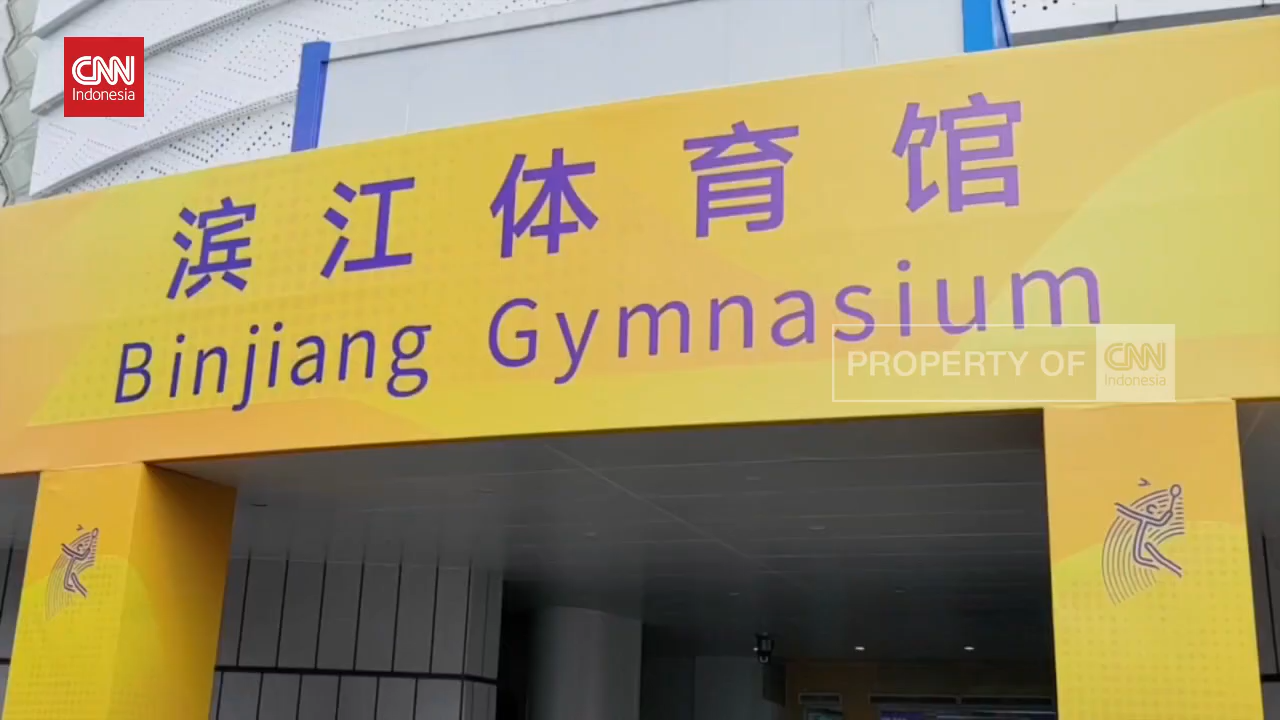 CNN
Indonesia
滨江体育馆
Binjiang Gymnasium
PROPERTY OF CNN
Indonesia